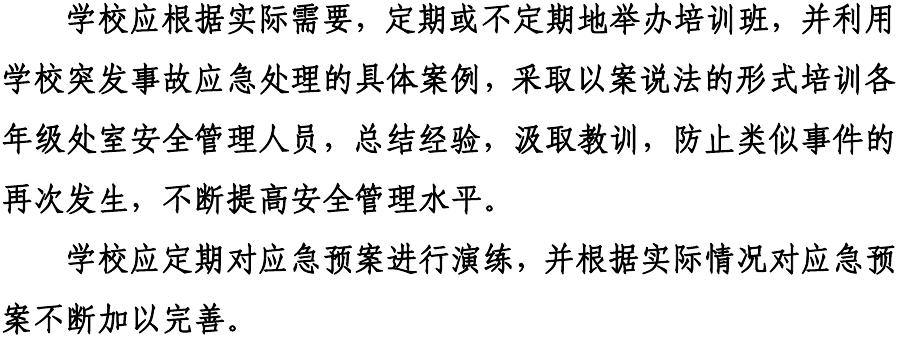 学校应根据实际需要，定期或不定期地举办培训班，并利用
学校突发事故应急处理的具体案例，采取以案说法的形式培训各
年级处室安全管理人员，总结经验，汲取教训，防止类似事件的
再次发生，不断提高安全管理水平。
学校应定期对应急预案进行演练，并根据实际情况对应急预
案不断加以完善。